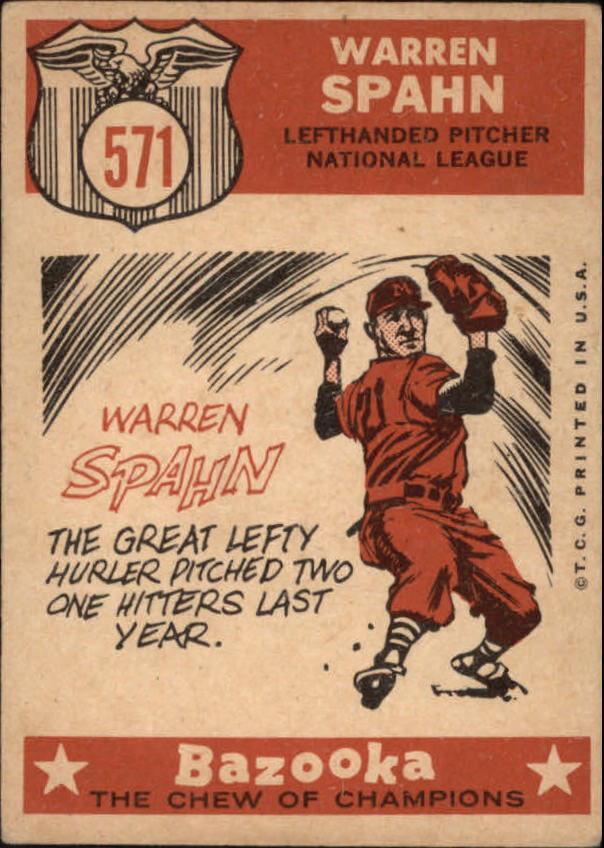 571
WARREN
SPAHN
LEFTHANDED PITCHER
NATIONAL LEAGUE
M
WARREN
SPAHN
THE GREAT LEFTY
HURLER PITCHED TWO
ONE HITTERS LAST
YEAR.
© T. C. G. PRINTED IN U.S.A.
Bazooka
THE CHEW OF CHAMPIONS